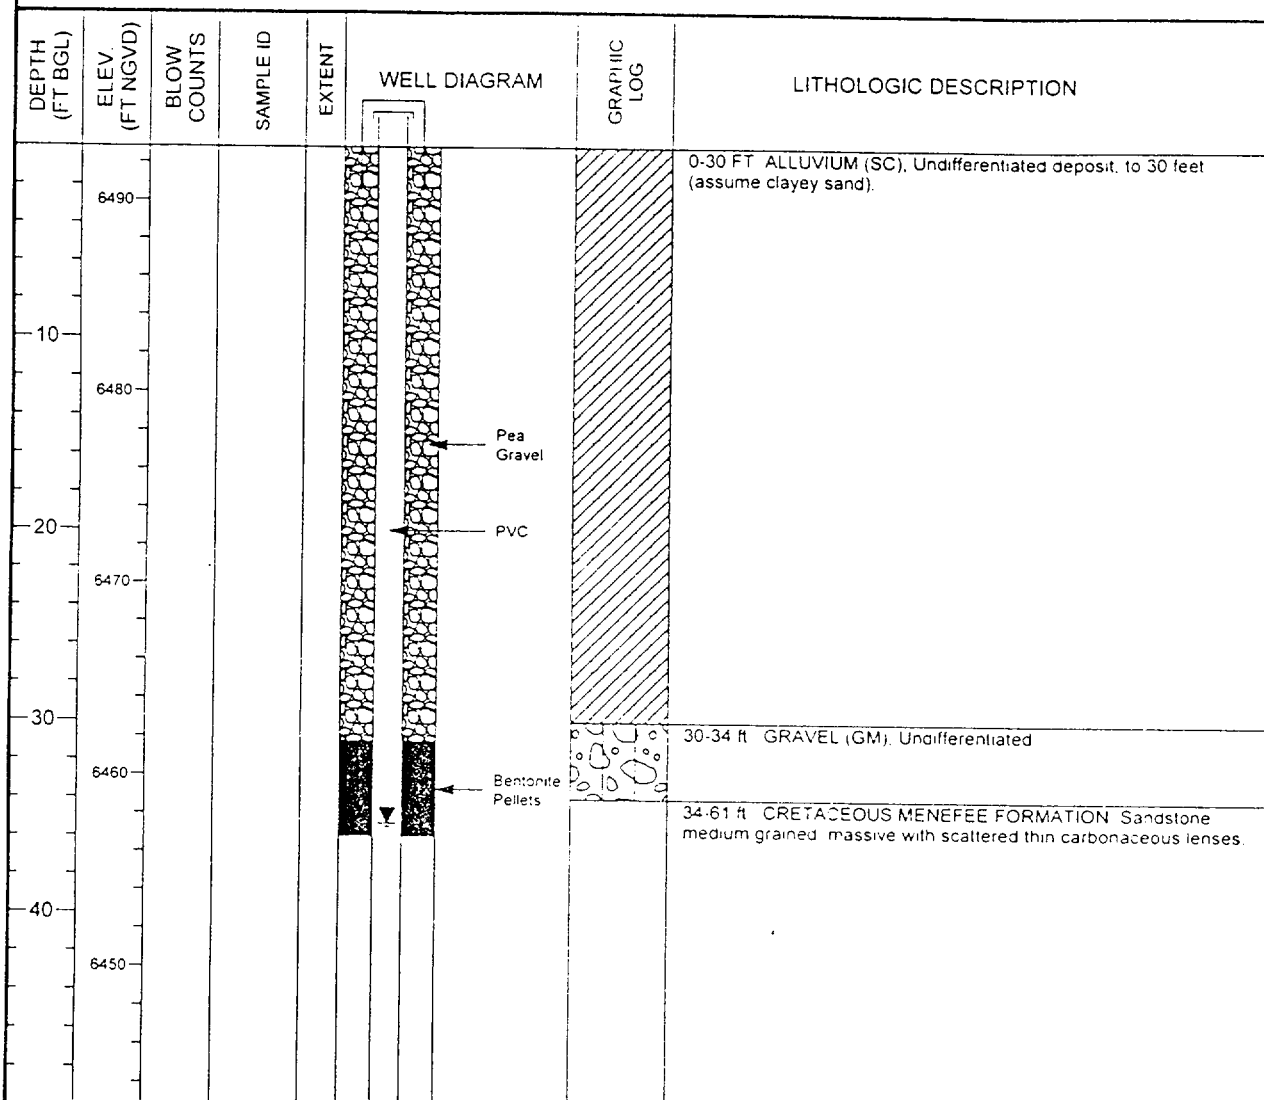 DEPTH
(FT BGL)
ELEV.
(FT NGVD)
BLOW
COUNTS
SAMPLE ID
EXTENT
WELL DIAGRAM
GRAPHIC
LOG
LITHOLOGIC DESCRIPTION
0-30 FT ALLUVIUM (SC), Undifferentiated deposit, to 30 feet
(assume clayey sand).
6490
10
6480
Pea
Gravel
20
PVC
6470
30
30-34 ft GRAVEL (GM), Undifferentiated
6460
Bentonite
Pellets
34-61 ft CRETACEOUS MENEFEE FORMATION Sandstone
medium grained massive with scattered thin carbonaceous lenses.
40
6450